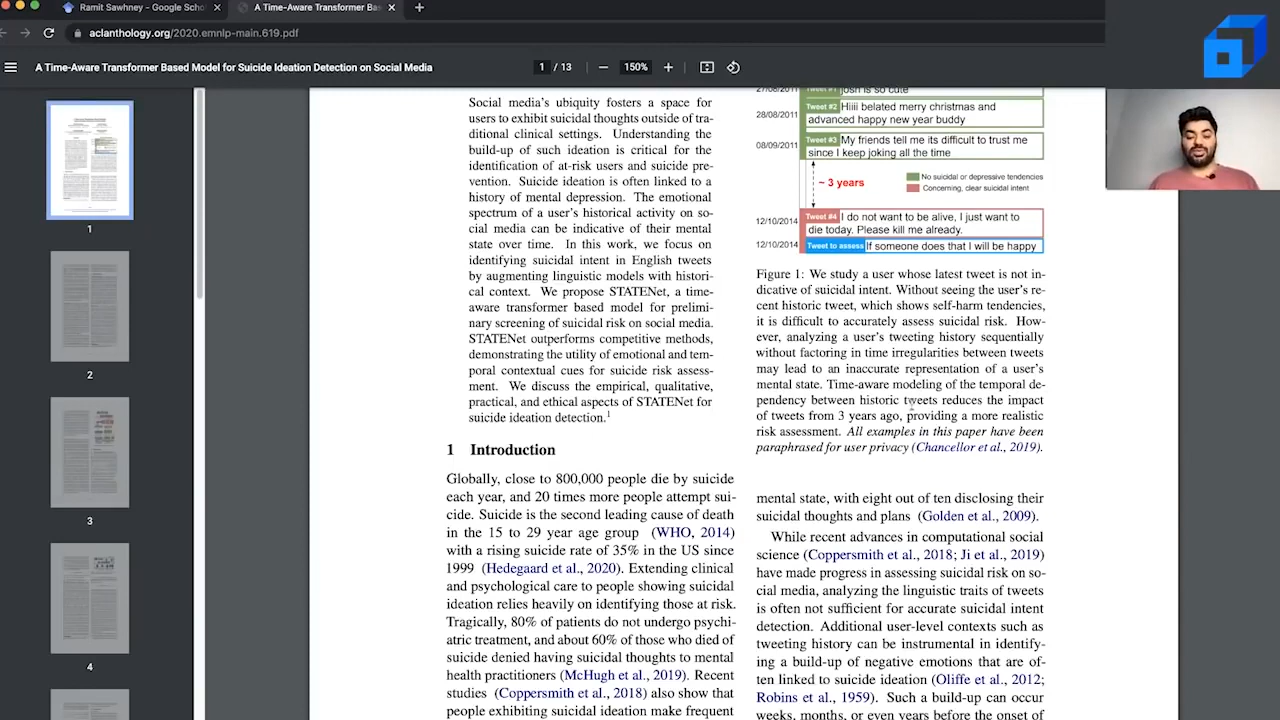 Ramit Sawhney - Google Scho
A Time-Aware Transformer Bas
aclanthology.org/2020.emnlp-main.619.pdf
A Time-Aware Transformer Based Model for Suicide Ideation Detection on Social Media
1 / 13
150%
1
2
3
4
Social media's ubiquity fosters a space for
users to exhibit suicidal thoughts outside of tra-
ditional clinical settings. Understanding the
build-up of such ideation is critical for the
identification of at-risk users and suicide pre-
vention. Suicide ideation is often linked to a
history of mental depression. The emotional
spectrum of a user's historical activity on so-
cial media can be indicative of their mental
state over time. In this work, we focus on
identifying suicidal intent in English tweets
by augmenting linguistic models with histori-
cal context. We propose STATENet, a time-
aware transformer based model for prelimi-
nary screening of suicidal risk on social media.
STATENet outperforms competitive methods,
demonstrating the utility of emotional and tem-
poral contextual cues for suicide risk assess-
ment. We discuss the empirical, qualitative,
practical, and ethical aspects of STATENet for
suicide ideation detection.1
1 Introduction
Globally, close to 800,000 people die by suicide
each year, and 20 times more people attempt sui-
cide. Suicide is the second leading cause of death
in the 15 to 29 year age group (WHO, 2014)
with a rising suicide rate of 35% in the US since
1999 (Hedegaard et al., 2020). Extending clinical
and psychological care to people showing suicidal
ideation relies heavily on identifying those at risk.
Tragically, 80% of patients do not undergo psychi-
atric treatment, and about 60% of those who died of
suicide denied having suicidal thoughts to mental
health practitioners (McHugh et al., 2019). Recent
studies (Coppersmith et al., 2018) also show that
people exhibiting suicidal ideation make frequent
27/08/2011
Tweet #1 Josh is so cute
28/08/2011
Tweet #2 Hiiii belated merry christmas and
advanced happy new year buddy
08/09/2011
Tweet #3 My friends tell me its difficult to trust me
since I keep joking all the time
~ 3 years
No suicidal or depressive tendencies
Concerning, clear suicidal intent
12/10/2014
Tweet #4 I do not want to be alive, I just want to
die today. Please kill me already.
12/10/2014
Tweet to assess If someone does that I will be happy
Figure 1: We study a user whose latest tweet is not in-
dicative of suicidal intent. Without seeing the user's re-
cent historic tweet, which shows self-harm tendencies,
it is difficult to accurately assess suicidal risk. How-
ever, analyzing a user's tweeting history sequentially
without factoring in time irregularities between tweets
may lead to an inaccurate representation of a user's
mental state. Time-aware modeling of the temporal de-
pendency between historic tweets reduces the impact
of tweets from 3 years ago, providing a more realistic
risk assessment. All examples in this paper have been
paraphrased for user privacy (Chancellor et al., 2019).
mental state, with eight out of ten disclosing their
suicidal thoughts and plans (Golden et al., 2009).
While recent advances in computational social
science (Coppersmith et al., 2018; Ji et al., 2019)
have made progress in assessing suicidal risk on so-
cial media, analyzing the linguistic traits of tweets
is often not sufficient for accurate suicidal intent
detection. Additional user-level contexts such as
tweeting history can be instrumental in identify-
ing a build-up of negative emotions that are of-
ten linked to suicide ideation (Oliffe et al., 2012;
Robins et al., 1959). Such a build-up can occur
weeks, months, or even years before the onset of